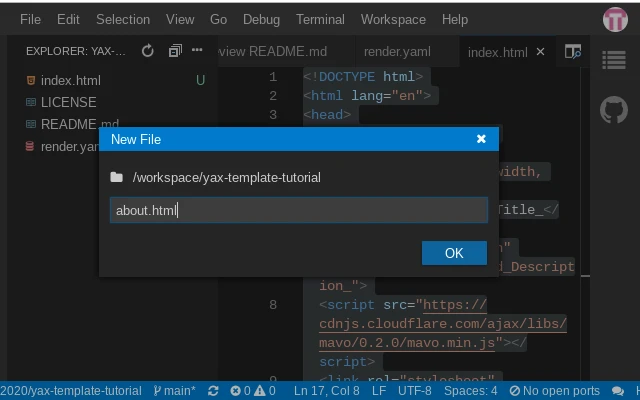 File Edit Selection View Go Debug Terminal Workspace Help
EXPLORER: YAX-...
view README.md render.yaml index.html
index.html U
LICENSE
README.md
render.yam
1 <!DOCTYPE html>
2 <html lang="en">
3 <head>
New File
/workspace/yax-template-tutorial
about.html
OK
width,
Title_</
n"
d_Descript
ion_">
8 <script src="https://
cdnjs.cloudflare.com/ajax/libs/
mavo/0.2.0/mavo.min.js"></
script>
9 <link rel="stylesheet"
2020/yax-template-tutorial main* 0 0 Ln 17, Col 8 LF UTF-8 Spaces: 4 No open ports H